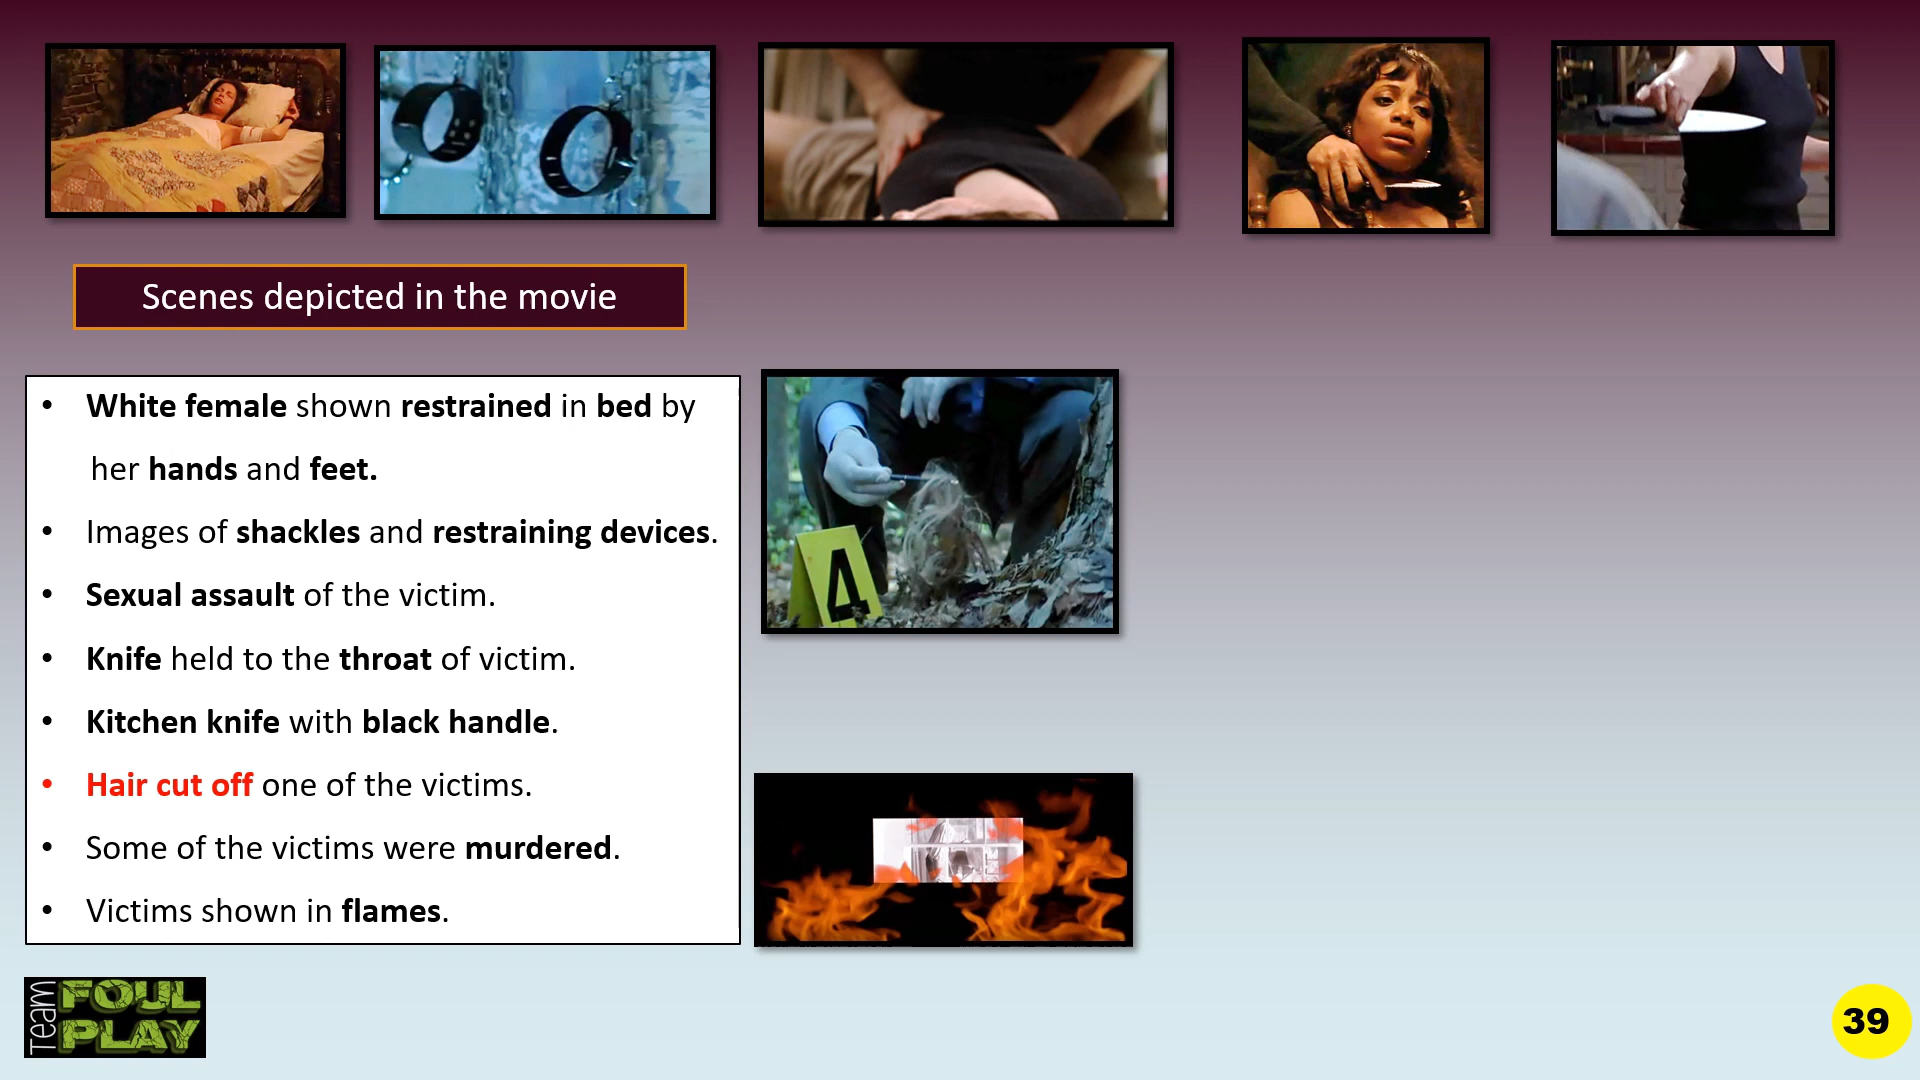 Scenes depicted in the movie
• White female shown restrained in bed by
her hands and feet.
• Images of shackles and restraining devices.
• Sexual assault of the victim.
• Knife held to the throat of victim.
• Kitchen knife with black handle.
• Hair cut off one of the victims.
• Some of the victims were murdered.
• Victims shown in flames.
4
Team
FOUL
PLAY
39